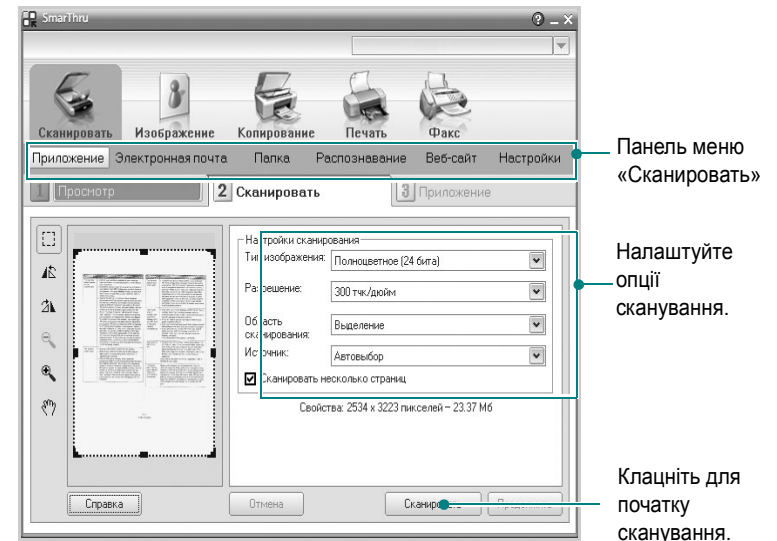 SmarThru
Сканировать Изображение Копирование Печать Факс
Приложение Электронная почта Папка Распознавание Веб-сайт Настройки
1 Просмотр 2 Сканировать 3 Приложение
Настройки сканирования
Тип изображения: Полноцветное (24 бита)
Разрешение: 300 тчк/дюйм
Область
сканирования: Выделение
Источник: Автовыбор
Сканировать несколько страниц
Свойства: 2534 x 3223 пикселей – 23.37 Мб
Справка Отмена Сканировать
Панель меню
«Сканировать»
Налаштуйте
опції
сканування.
Клацніть для
початку
сканування.